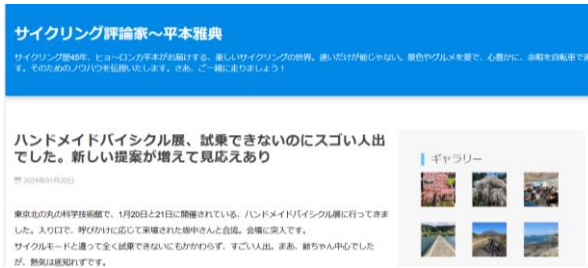 サイクリング評論家～平本雅典
サイクリング歴45年、ヒョーロンカ平本がお届けする、楽しいサイクリングの世界。速いだけが能じゃない。景色やグルメを愛で、心豊かに、余暇を自転車で
す。そのためのノウハウを伝授いたします。さあ、ご一緒に走りましょう！
ハンドメイドバイシクル展、試乗できないのにスゴい人出
でした。新しい提案が増えて見応えあり
ギャラリー
2024年01月20日
東京北の丸の科学技術館で、1月20日と21日に開催されている、ハンドメイドバイシクル展に行ってきま
した。入り口で、呼びかけに応じて来場された坂中さんと合流。会場に突入です。
サイクルモードと違って全く試乗できないにもかかわらず、すごい人出。まあ、爺ちゃん中心でした
が、熱気は底知れずです。